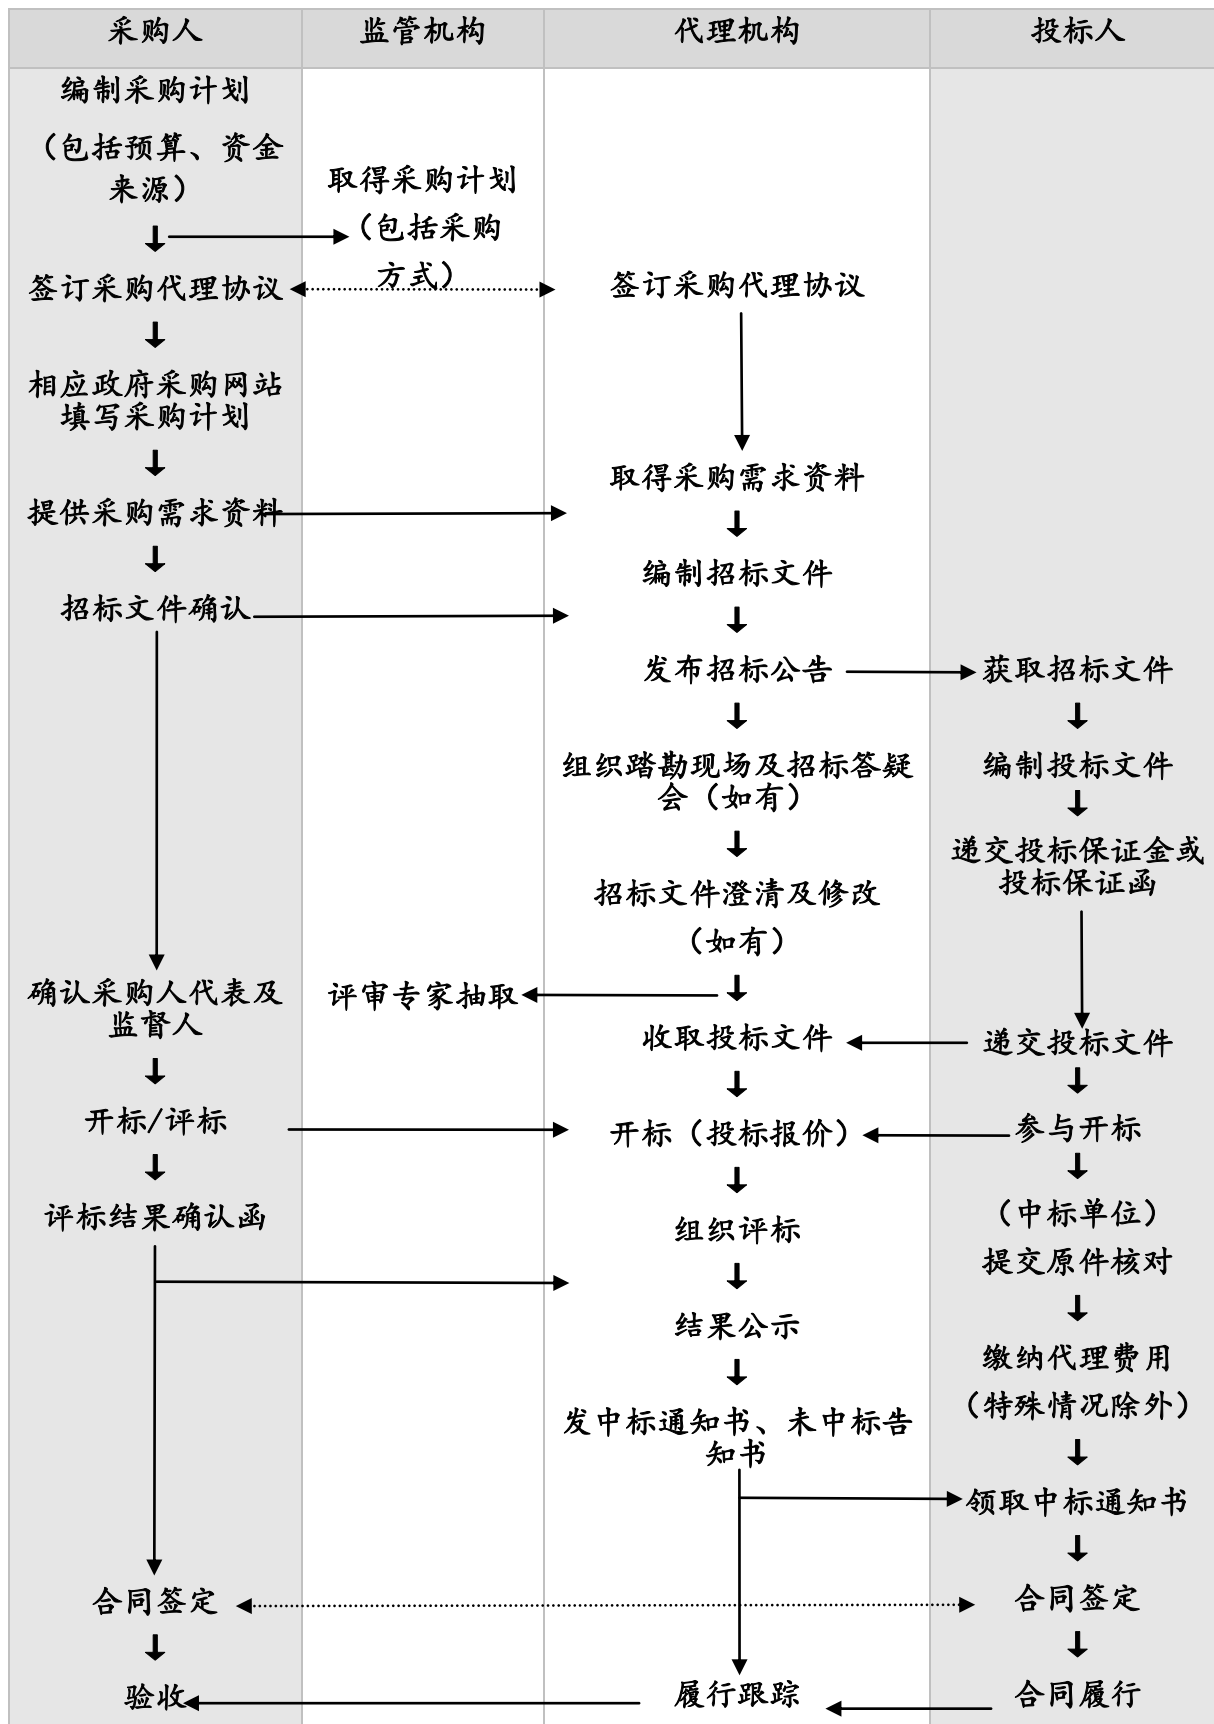 采购人
监管机构
代理机构
投标人
编制采购计划
（包括预算、资金
来源）
签订采购代理协议
相应政府采购网站
填写采购计划
提供采购需求资料
招标文件确认
确认采购人代表及
监督人
开标/评标
评标结果确认函
合同签定
验收
取得采购计划
（包括采购
方式）
评审专家抽取
签订采购代理协议
取得采购需求资料
编制招标文件
发布招标公告
组织踏勘现场及招标答疑
会（如有）
招标文件澄清及修改
（如有）
收取投标文件
开标（投标报价）
组织评标
结果公示
发中标通知书、未中标告
知书
履行跟踪
获取招标文件
编制投标文件
递交投标保证金或
投标保证函
递交投标文件
参与开标
（中标单位）
提交原件核对
缴纳代理费用
（特殊情况除外）
领取中标通知书
合同签定
合同履行